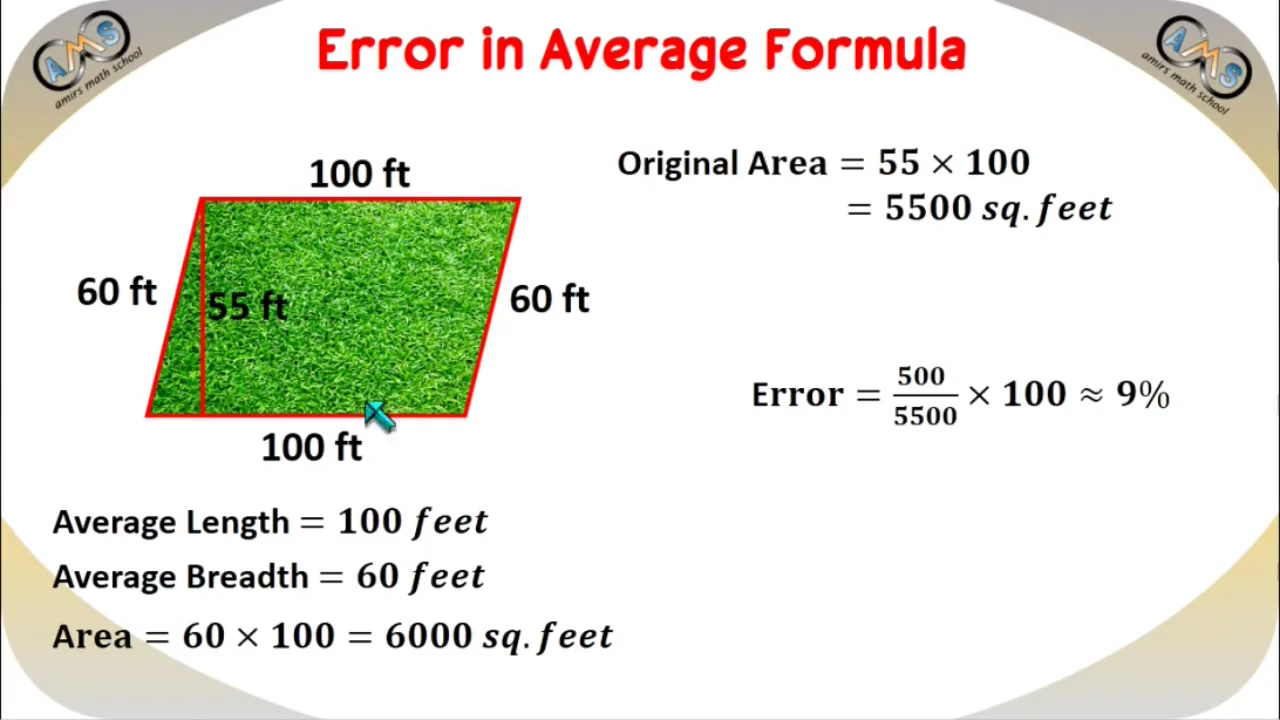 AMS
amirs math school
Error in Average Formula
AMS
amirs math school
100 ft
60 ft
55 ft
60 ft
100 ft
Original Area = 55 × 100
= 5500 sq. feet
Error = 500/5500 × 100 ≈ 9%
Average Length = 100 feet
Average Breadth = 60 feet
Area = 60 × 100 = 6000 sq. feet